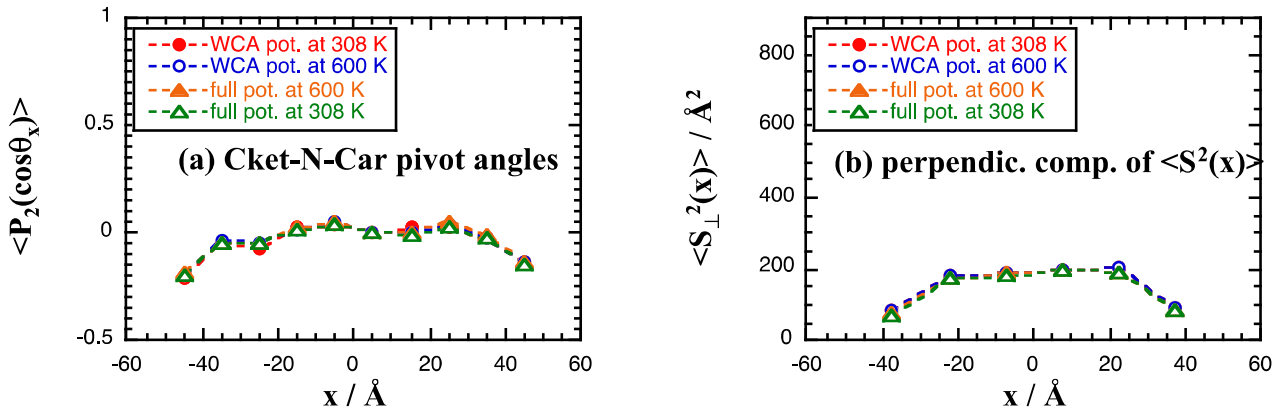 1
0.5
0
-0.5
<P₂(cosθₓ)>
WCA pot. at 308 K
WCA pot. at 600 K
full pot. at 600 K
full pot. at 308 K
(a) Cket-N-Car pivot angles
-60 -40 -20 0 20 40 60
x / Å
800
600
400
200
0
<S⊥²(x)> / Å²
WCA pot. at 308 K
WCA pot. at 600 K
full pot. at 600 K
full pot. at 308 K
(b) perpendic. comp. of <S²(x)>
-60 -40 -20 0 20 40 60
x / Å